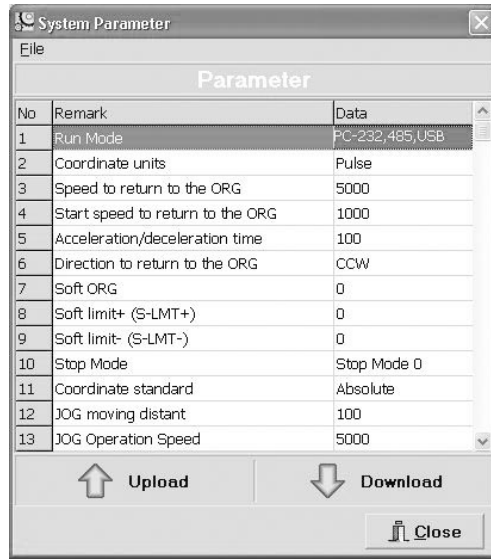 System Parameter
File
Parameter
No Remark Data
1 Run Mode PC-232,485,USB
2 Coordinate units Pulse
3 Speed to return to the ORG 5000
4 Start speed to return to the ORG 1000
5 Acceleration/deceleration time 100
6 Direction to return to the ORG CCW
7 Soft ORG 0
8 Soft limit+ (S-LMT+) 0
9 Soft limit- (S-LMT-) 0
10 Stop Mode Stop Mode 0
11 Coordinate standard Absolute
12 JOG moving distant 100
13 JOG Operation Speed 5000
Upload Download
Close